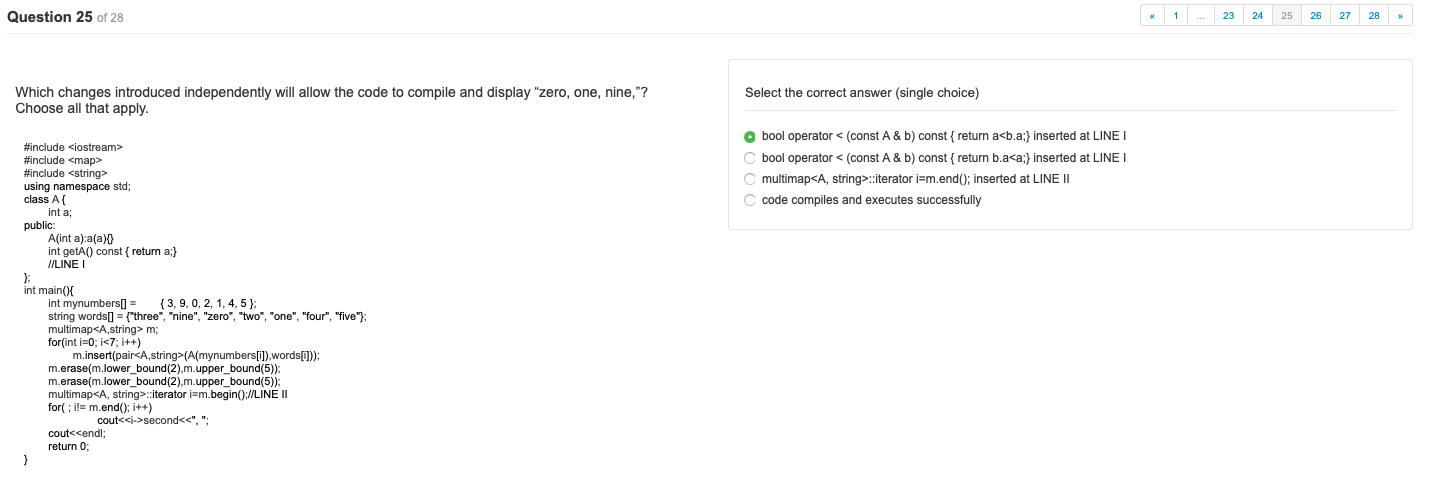 Question 25 of 28
« 1 ... 23 24 25 26 27 28 »
Which changes introduced independently will allow the code to compile and display “zero, one, nine,”?
Choose all that apply.
#include <iostream>
#include <map>
#include <string>
using namespace std;
class A {
int a;
public:
A(int a):a(a){}
int getA() const { return a;}
//LINE I
};
int main(){
int mynumbers[] = { 3, 9, 0, 2, 1, 4, 5 };
string words[] = {"three", "nine", "zero", "two", "one", "four", "five"};
multimap<A,string> m;
for(int i=0; i<7; i++)
m.insert(pair<A,string>(A(mynumbers[i]),words[i]));
m.erase(m.lower_bound(2),m.upper_bound(5));
m.erase(m.lower_bound(2),m.upper_bound(5));
multimap<A, string>::iterator i=m.begin();//LINE II
for( ; i!= m.end(); i++)
cout<<i->second<<", ";
cout<<endl;
return 0;
}
Select the correct answer (single choice)
bool operator < (const A & b) const { return a<b.a;} inserted at LINE I
bool operator < (const A & b) const { return b.a<a;} inserted at LINE I
multimap<A, string>::iterator i=m.end(); inserted at LINE II
code compiles and executes successfully